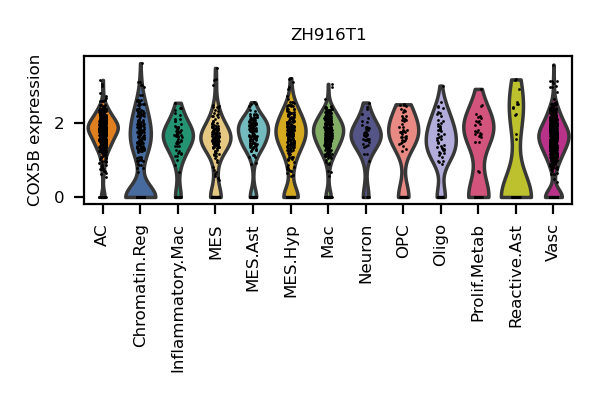 ZH916T1
COX5B expression
2
0
AC
Chromatin.Reg
Inflammatory.Mac
MES
MES.Ast
MES.Hyp
Mac
Neuron
OPC
Oligo
Prolif.Metab
Reactive.Ast
Vasc